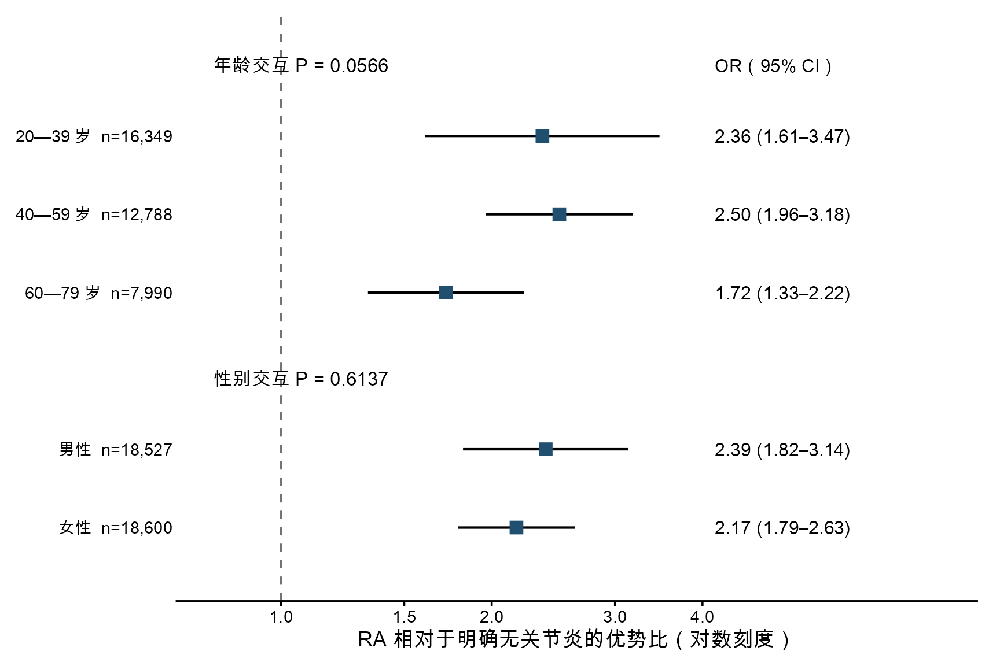 年龄交互 P = 0.0566 OR（95% CI）
20—39 岁 n=16,349 2.36 (1.61–3.47)
40—59 岁 n=12,788 2.50 (1.96–3.18)
60—79 岁 n=7,990 1.72 (1.33–2.22)
性别交互 P = 0.6137
男性 n=18,527 2.39 (1.82–3.14)
女性 n=18,600 2.17 (1.79–2.63)
1.0 1.5 2.0 3.0 4.0
RA 相对于明确无关节炎的优势比（对数刻度）